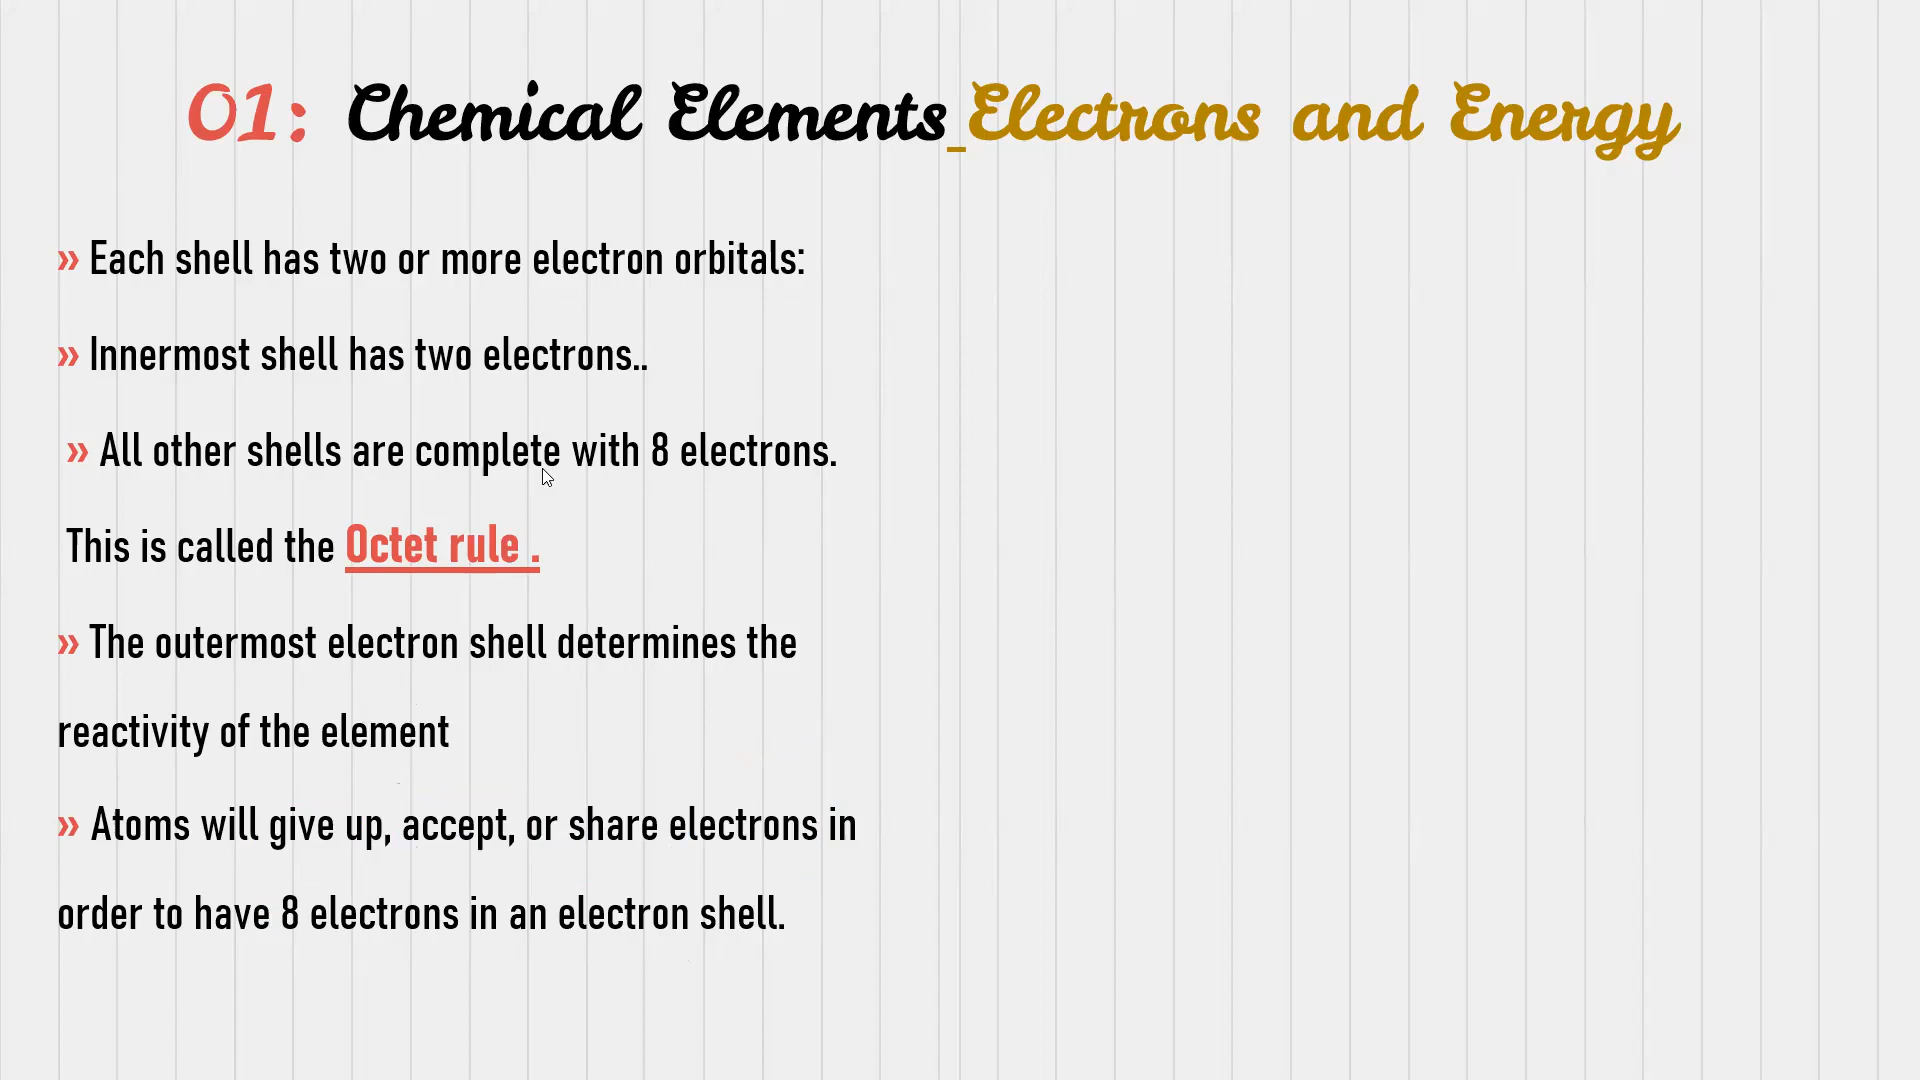 01: Chemical Elements_Electrons and Energy
» Each shell has two or more electron orbitals:
» Innermost shell has two electrons..
» All other shells are complete with 8 electrons.
This is called the Octet rule .
» The outermost electron shell determines the
reactivity of the element
» Atoms will give up, accept, or share electrons in
order to have 8 electrons in an electron shell.